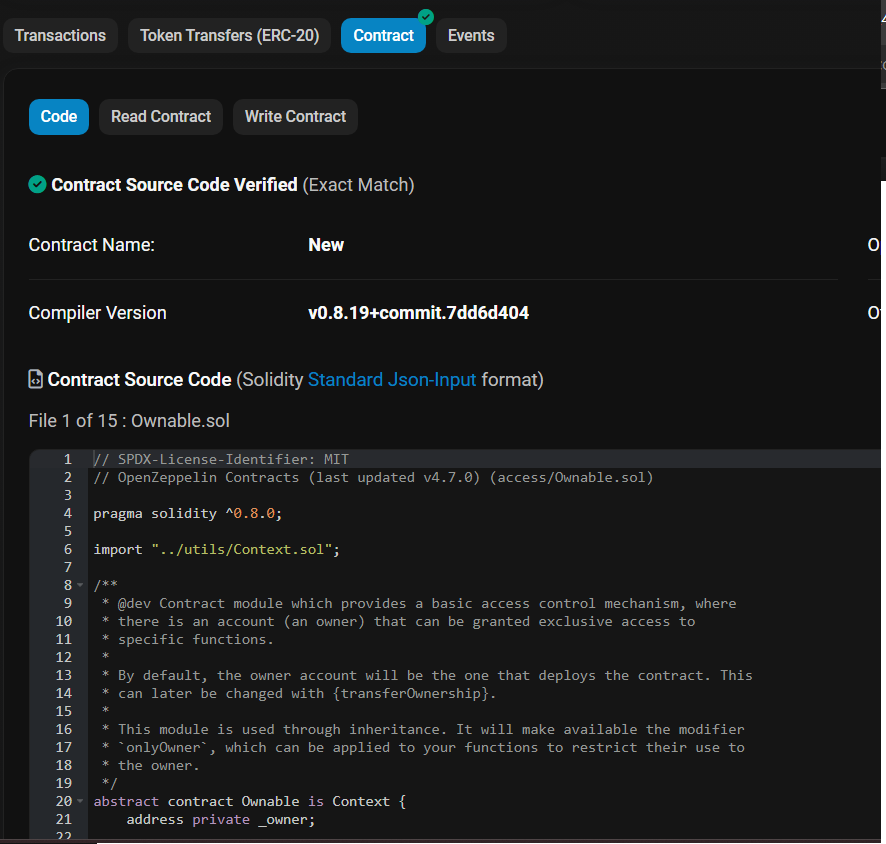 Transactions
Token Transfers (ERC-20)
Contract
Events
Code
Read Contract
Write Contract
Contract Source Code Verified (Exact Match)
Contract Name:
New
Compiler Version
v0.8.19+commit.7dd6d404
Contract Source Code (Solidity Standard Json-Input format)
File 1 of 15 : Ownable.sol
1 // SPDX-License-Identifier: MIT
2 // OpenZeppelin Contracts (last updated v4.7.0) (access/Ownable.sol)
3
4 pragma solidity ^0.8.0;
5
6 import "../utils/Context.sol";
7
8 /**
9 * @dev Contract module which provides a basic access control mechanism, where
10 * there is an account (an owner) that can be granted exclusive access to
11 * specific functions.
12 *
13 * By default, the owner account will be the one that deploys the contract. This
14 * can later be changed with {transferOwnership}.
15 *
16 * This module is used through inheritance. It will make available the modifier
17 * `onlyOwner`, which can be applied to your functions to restrict their use to
18 * the owner.
19 */
20 abstract contract Ownable is Context {
21 address private _owner;
22